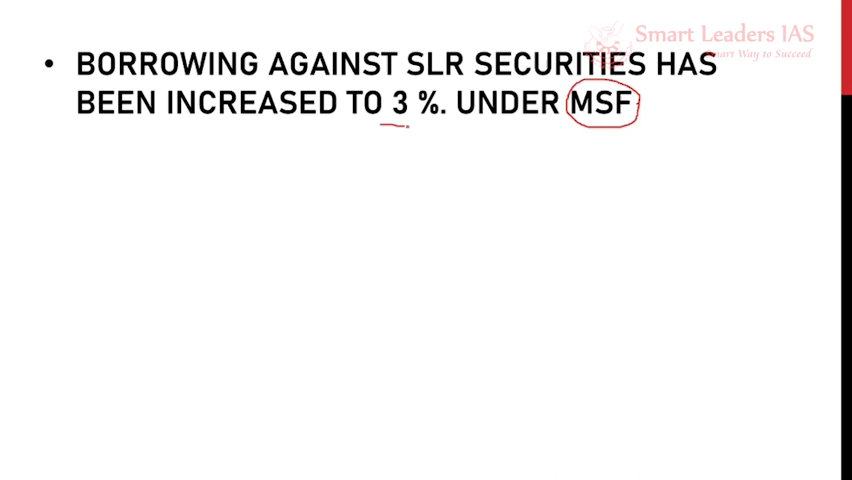 Smart Leaders IAS
Smart Way to Succeed
• BORROWING AGAINST SLR SECURITIES HAS
BEEN INCREASED TO 3 %. UNDER MSF